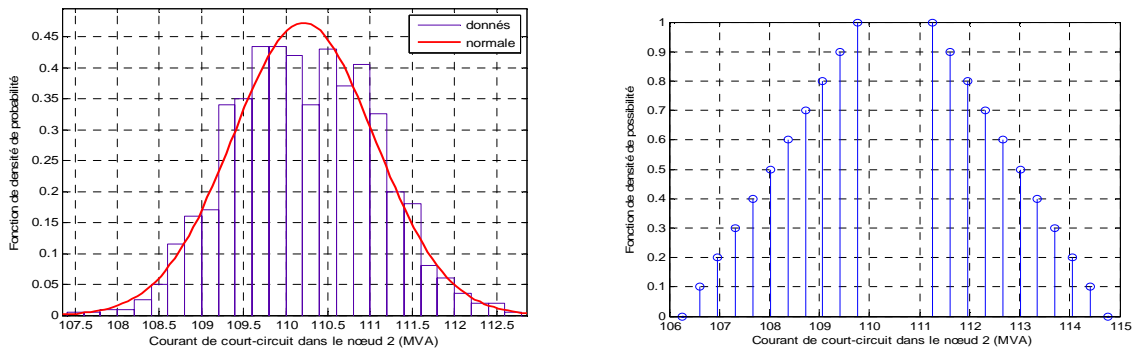 Fonction de densité de probabilité
0.45
0.4
0.35
0.3
0.25
0.2
0.15
0.1
0.05
0
107.5 108 108.5 109 109.5 110 110.5 111 111.5 112 112.5
Courant de court-circuit dans le nœud 2 (MVA)
donnés
normale
Fonction de densité de possibilité
1
0.9
0.8
0.7
0.6
0.5
0.4
0.3
0.2
0.1
0
106 107 108 109 110 111 112 113 114 115
Courant de court-circuit dans le nœud 2 (MVA)